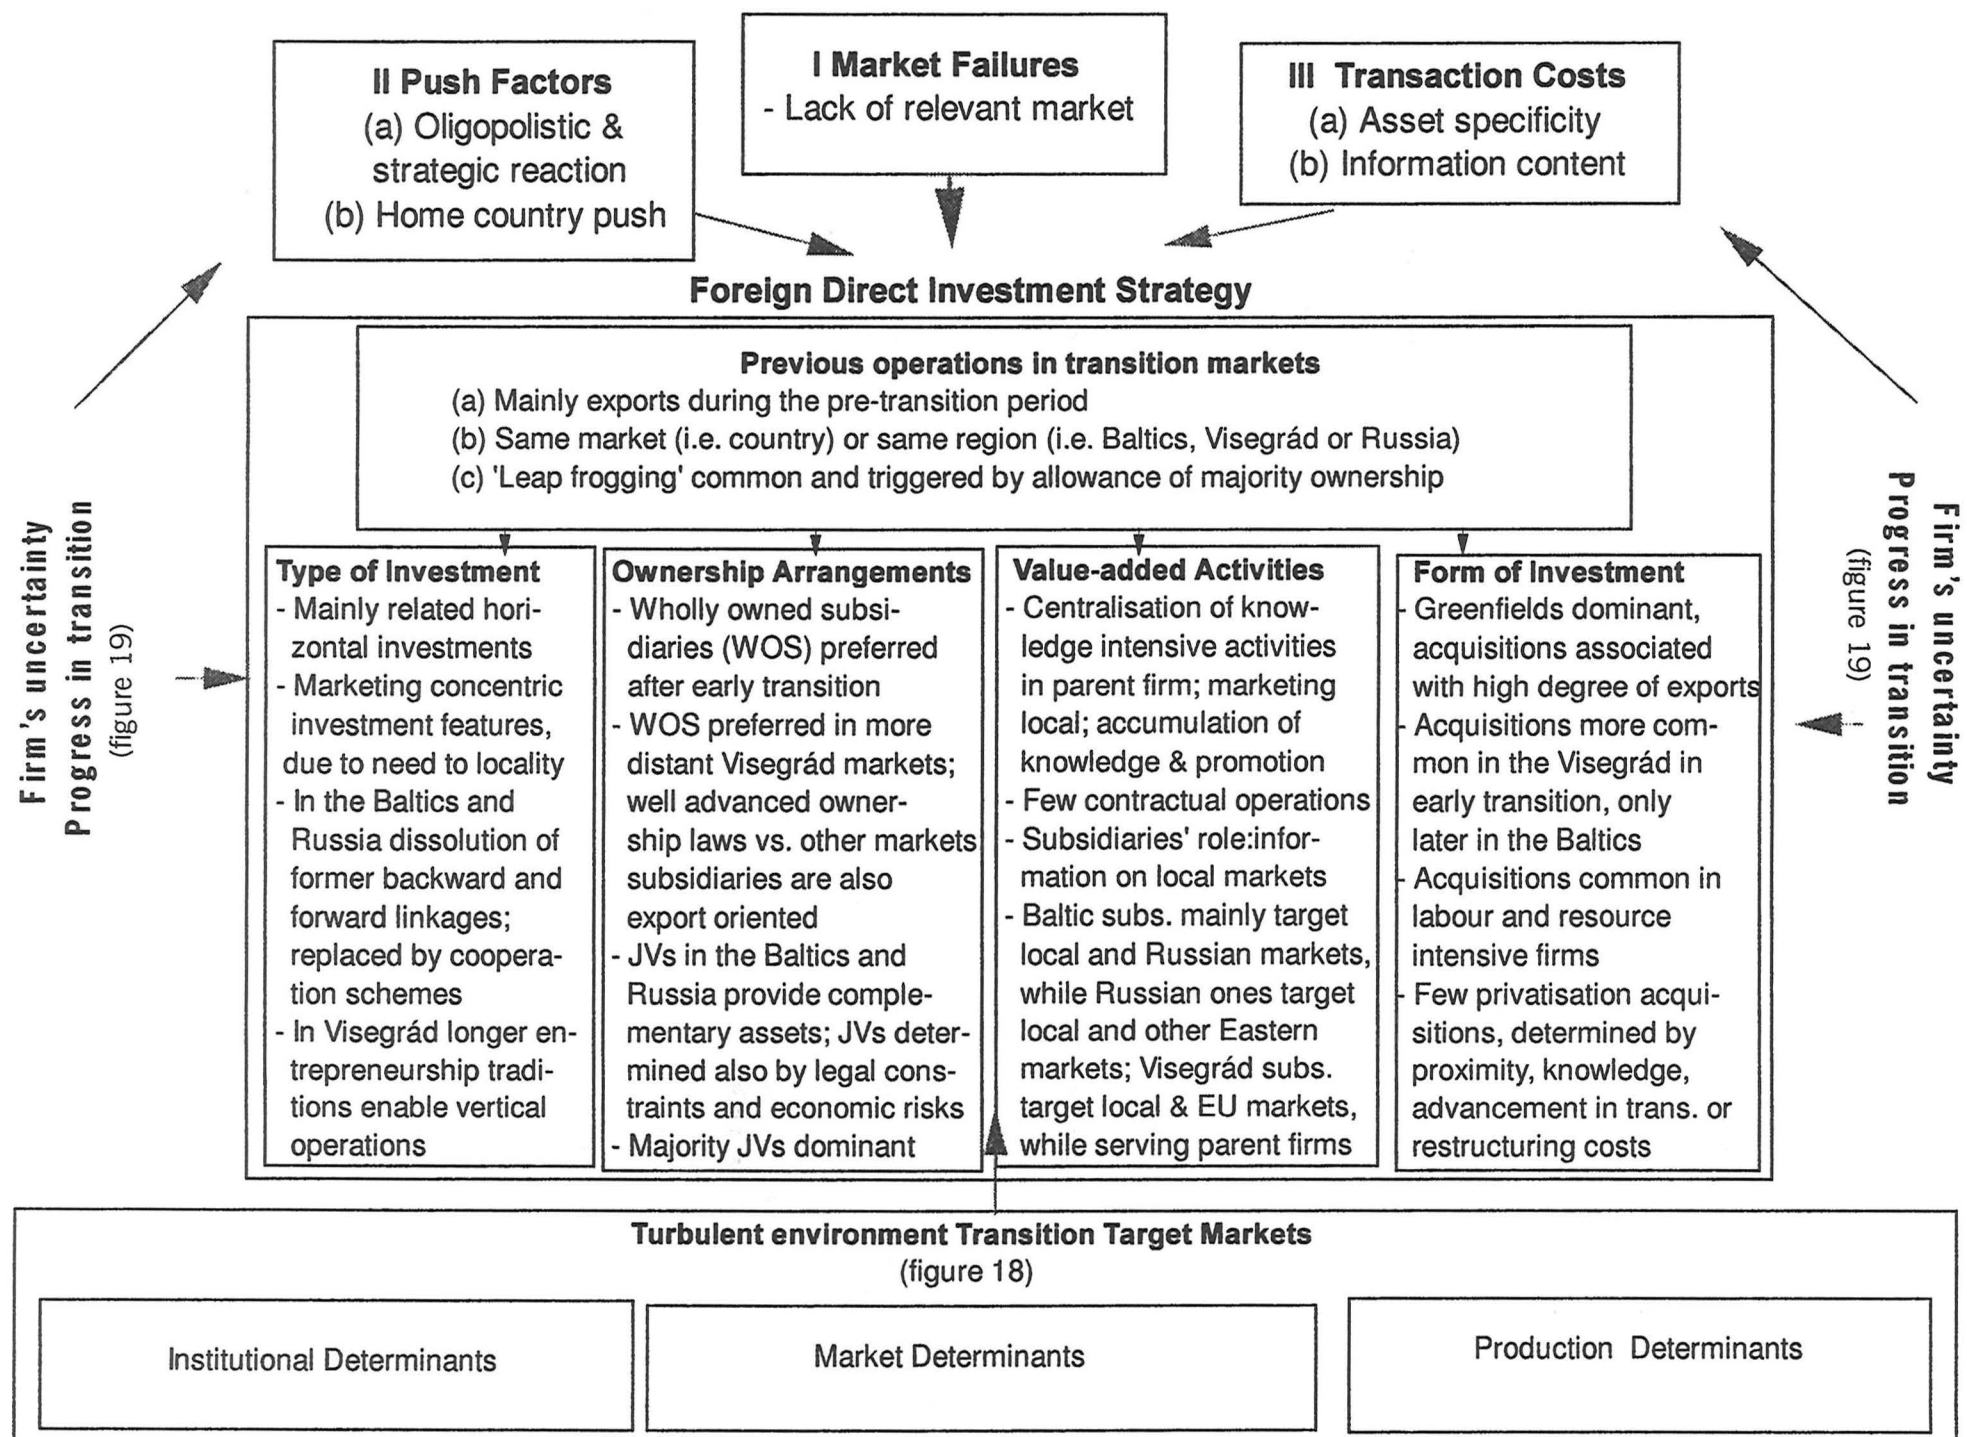 II Push Factors
(a) Oligopolistic &
strategic reaction
(b) Home country push
I Market Failures
- Lack of relevant market
III Transaction Costs
(a) Asset specificity
(b) Information content
Foreign Direct Investment Strategy
Previous operations in transition markets
(a) Mainly exports during the pre-transition period
(b) Same market (i.e. country) or same region (i.e. Baltics, Visegrád or Russia)
(c) 'Leap frogging' common and triggered by allowance of majority ownership
Firm's uncertainty
Progress in transition
(figure 19)
Type of Investment
- Mainly related hori-
zontal investments
- Marketing concentric
investment features,
due to need to locality
- In the Baltics and
Russia dissolution of
former backward and
forward linkages;
replaced by coopera-
tion schemes
- In Visegrád longer en-
trepreneurship tradi-
tions enable vertical
operations
Ownership Arrangements
- Wholly owned subsi-
diaries (WOS) preferred
after early transition
- WOS preferred in more
distant Visegrád markets;
well advanced owner-
ship laws vs. other markets
subsidiaries are also
export oriented
- JVs in the Baltics and
Russia provide comple-
mentary assets; JVs deter-
mined also by legal cons-
traints and economic risks
- Majority JVs dominant
Value-added Activities
- Centralisation of know-
ledge intensive activities
in parent firm; marketing
local; accumulation of
knowledge & promotion
- Few contractual operations
- Subsidiaries' role:infor-
mation on local markets
- Baltic subs. mainly target
local and Russian markets,
while Russian ones target
local and other Eastern
markets; Visegrád subs.
target local & EU markets,
while serving parent firms
Form of Investment
- Greenfields dominant,
acquisitions associated
with high degree of exports
- Acquisitions more com-
mon in the Visegrád in
early transition, only
later in the Baltics
- Acquisitions common in
labour and resource
intensive firms
- Few privatisation acqui-
sitions, determined by
proximity, knowledge,
advancement in trans. or
restructuring costs
Firm's uncertainty
Progress in transition
(figure 19)
Turbulent environment Transition Target Markets
(figure 18)
Institutional Determinants
Market Determinants
Production Determinants